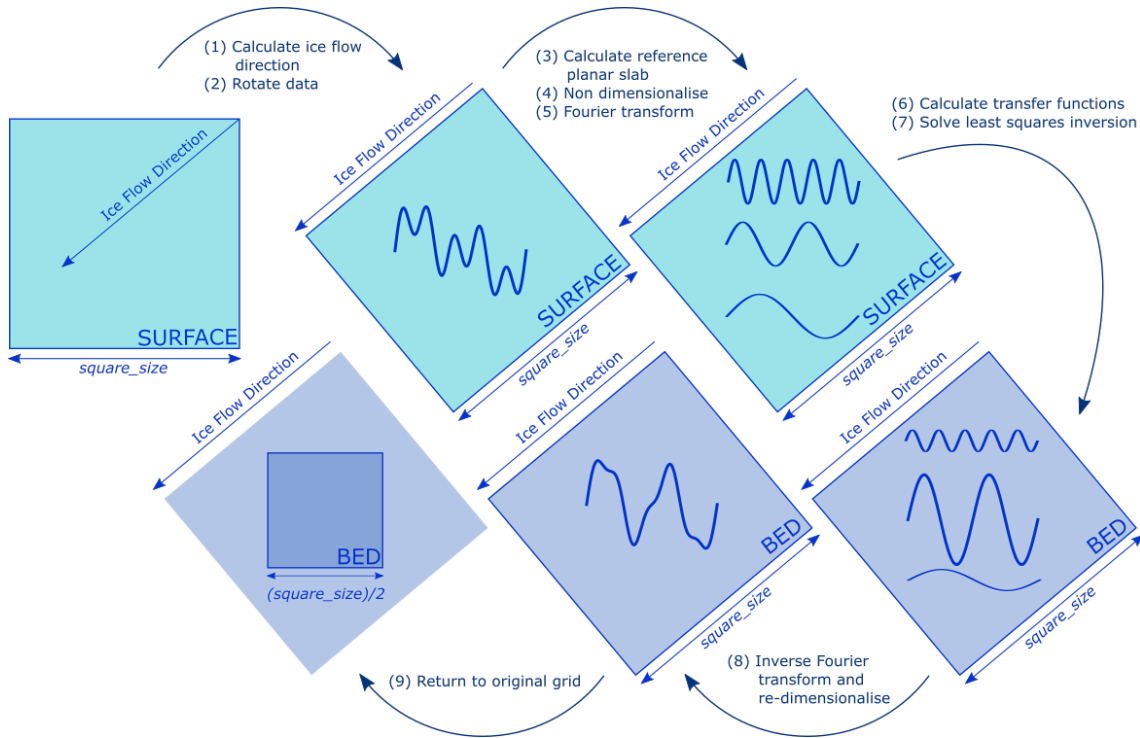 (1) Calculate ice flow
direction
(2) Rotate data
(3) Calculate reference
planar slab
(4) Non dimensionalise
(5) Fourier transform
(6) Calculate transfer functions
(7) Solve least squares inversion
Ice Flow Direction
SURFACE
square_size
Ice Flow Direction
SURFACE
square_size
Ice Flow Direction
SURFACE
square_size
Ice Flow Direction
BED
(square_size)/2
Ice Flow Direction
BED
square_size
Ice Flow Direction
BED
square_size
(8) Inverse Fourier
transform and
re-dimensionalise
(9) Return to original grid